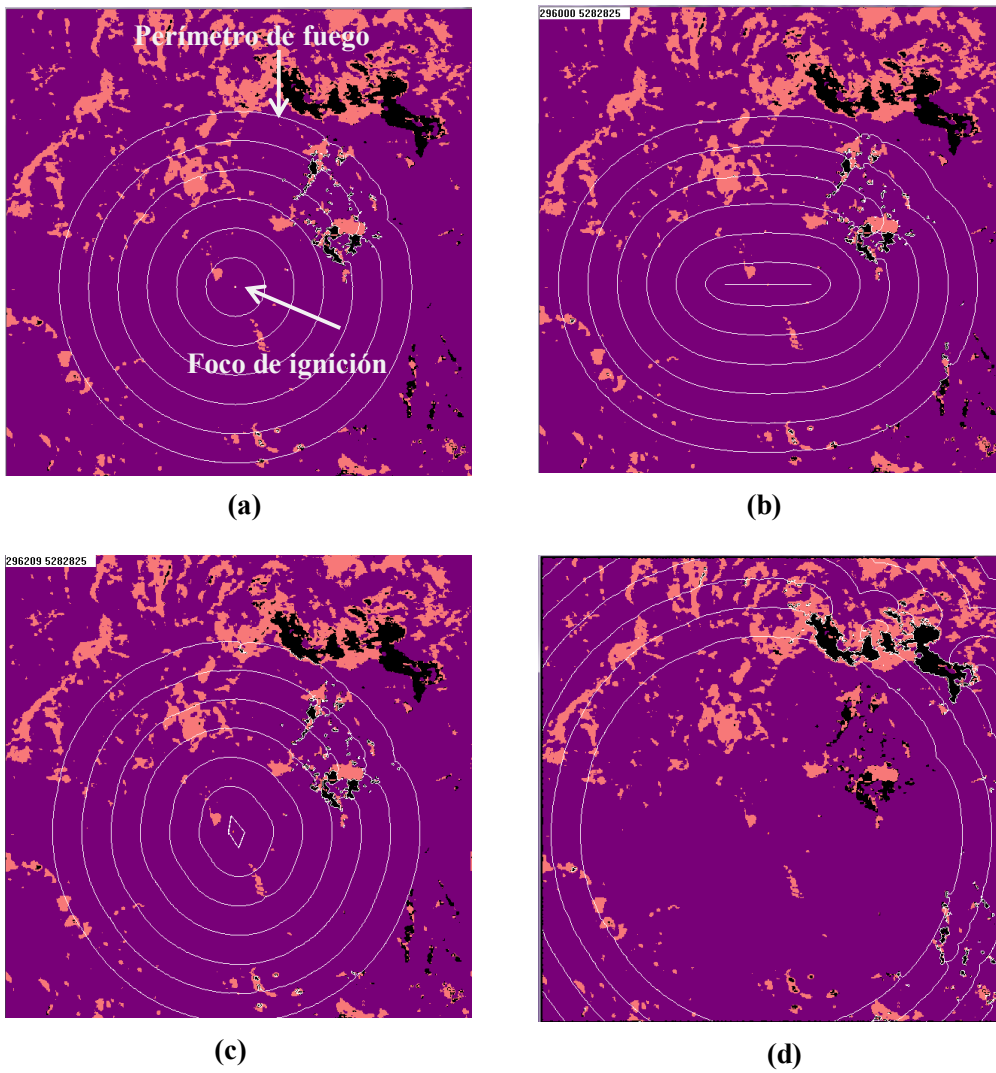 Perímetro de fuego
Foco de ignición
(a)
296000 5282825
(b)
296209 5282825
(c)
(d)